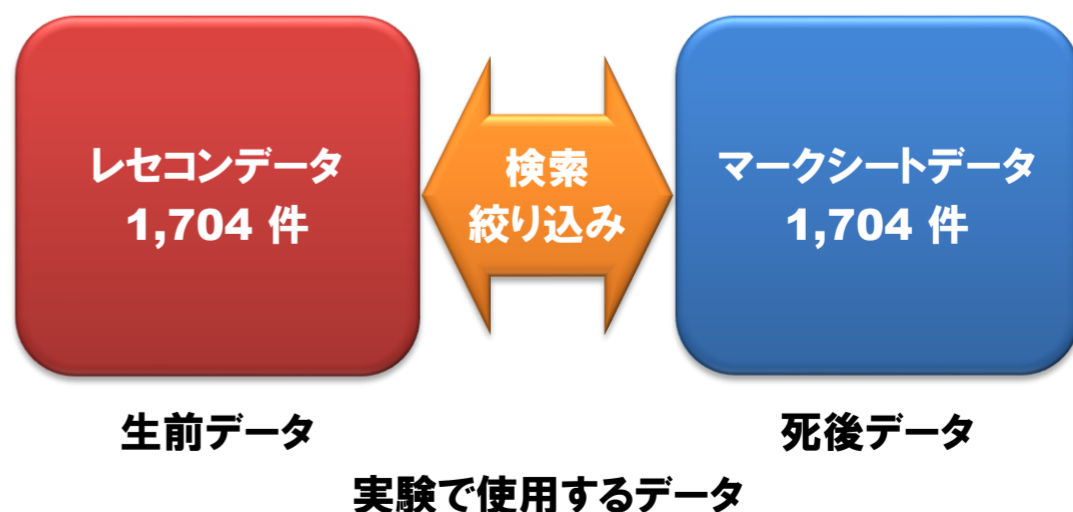 レセコンデータ
1,704 件
検索
絞り込み
マークシートデータ
1,704 件
生前データ
死後データ
実験で使用するデータ